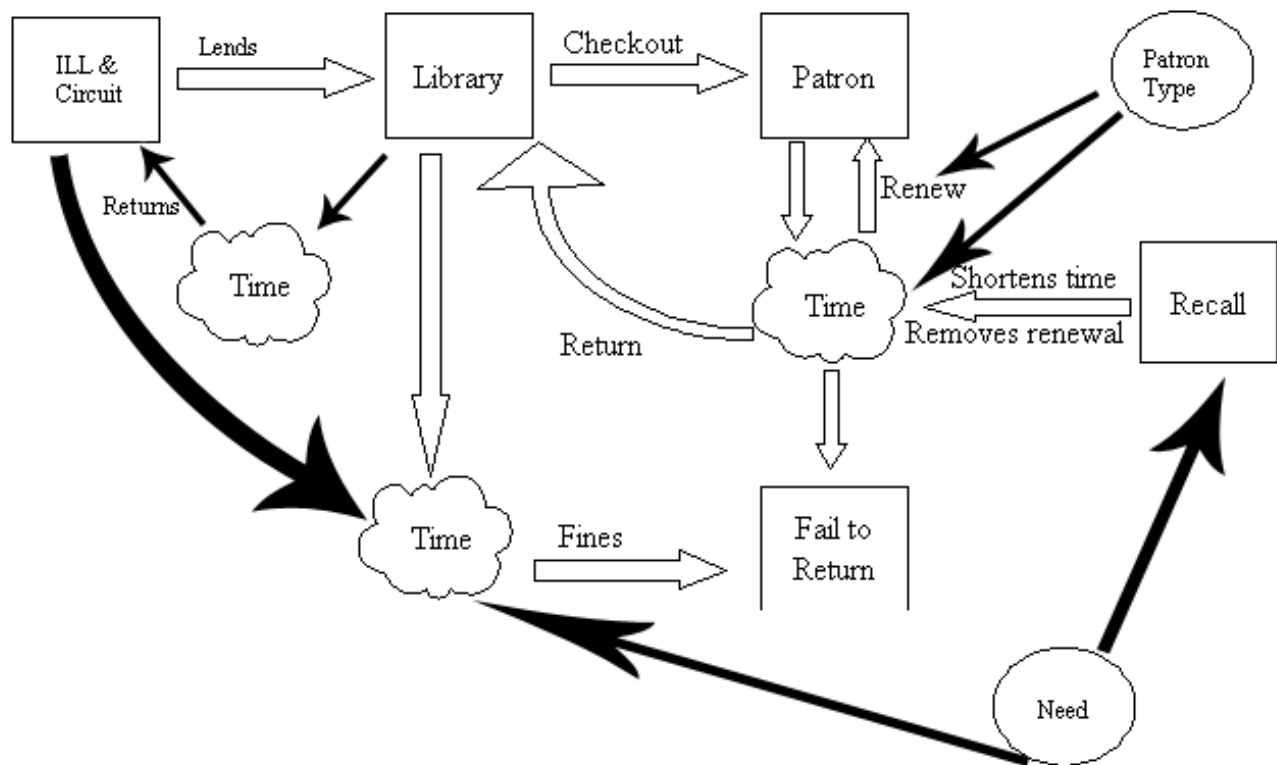 ILL &
Circuit
Lends
Library
Checkout
Patron
Patron
Type
Returns
Renew
Time
Time
Shortens time
Removes renewal
Recall
Return
Time
Fines
Fail to
Return
Need